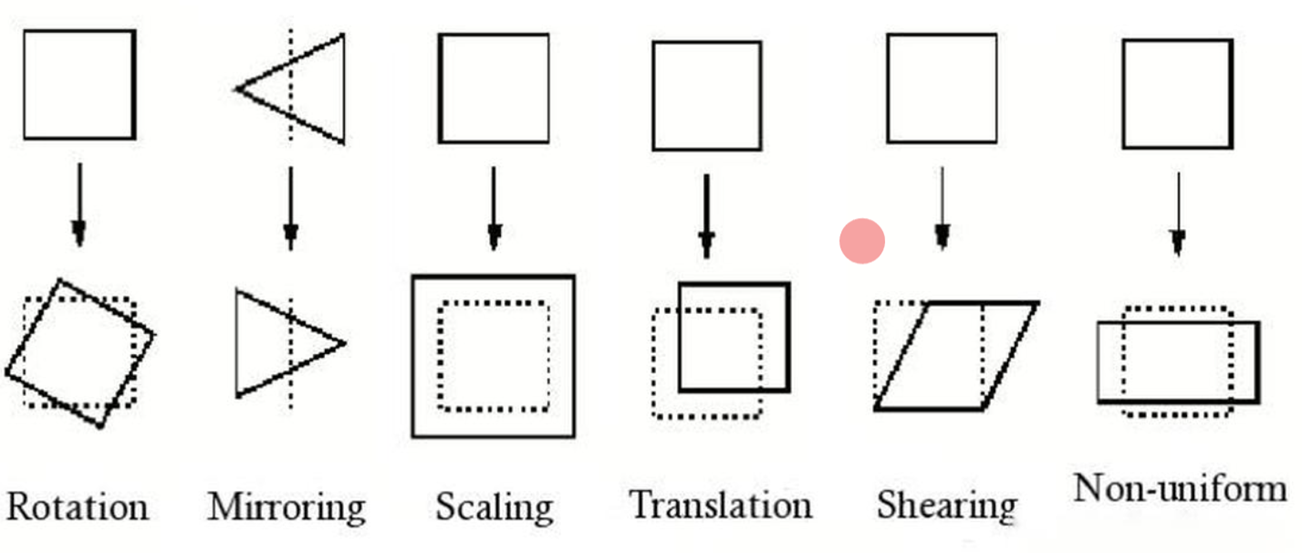 Rotation
Mirroring
Scaling
Translation
Shearing
Non-uniform